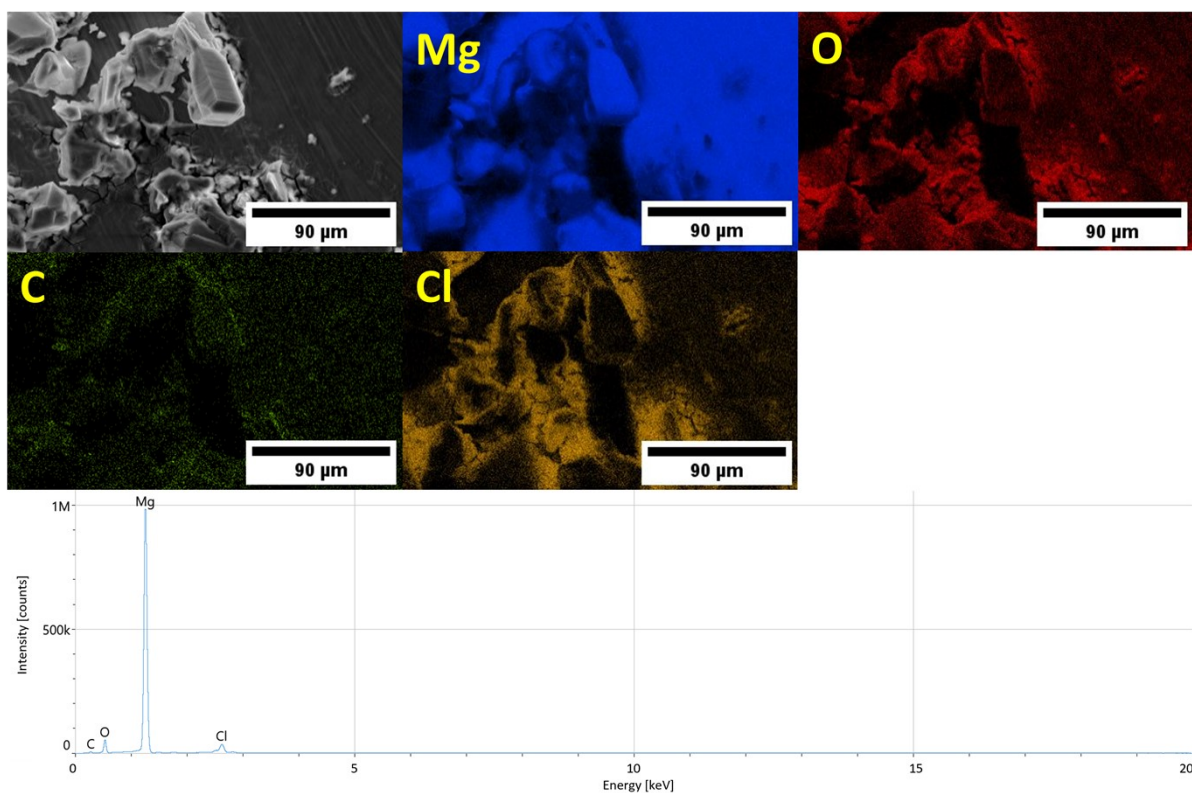 Mg
O
90 µm
90 µm
90 µm
C
Cl
90 µm
90 µm
1M
500k
0
Intensity [counts]
Mg
O
C
Cl
0
5
10
15
20
Energy [keV]